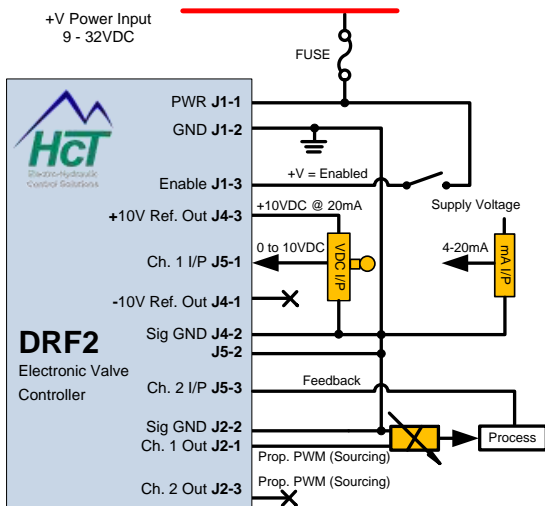 +V Power Input
9 - 32VDC
FUSE
PWR J1-1
GND J1-2
HCT
Electro-Hydraulic
Control Solutions
Enable J1-3
+V = Enabled
+10V Ref. Out J4-3
+10VDC @ 20mA
Supply Voltage
Ch. 1 I/P J5-1
0 to 10VDC
VDC I/P
4-20mA
mA I/P
-10V Ref. Out J4-1
Sig GND J4-2
J5-2
DRF2
Electronic Valve
Controller
Ch. 2 I/P J5-3
Feedback
Sig GND J2-2
Ch. 1 Out J2-1
Prop. PWM (Sourcing)
Process
Ch. 2 Out J2-3
Prop. PWM (Sourcing)